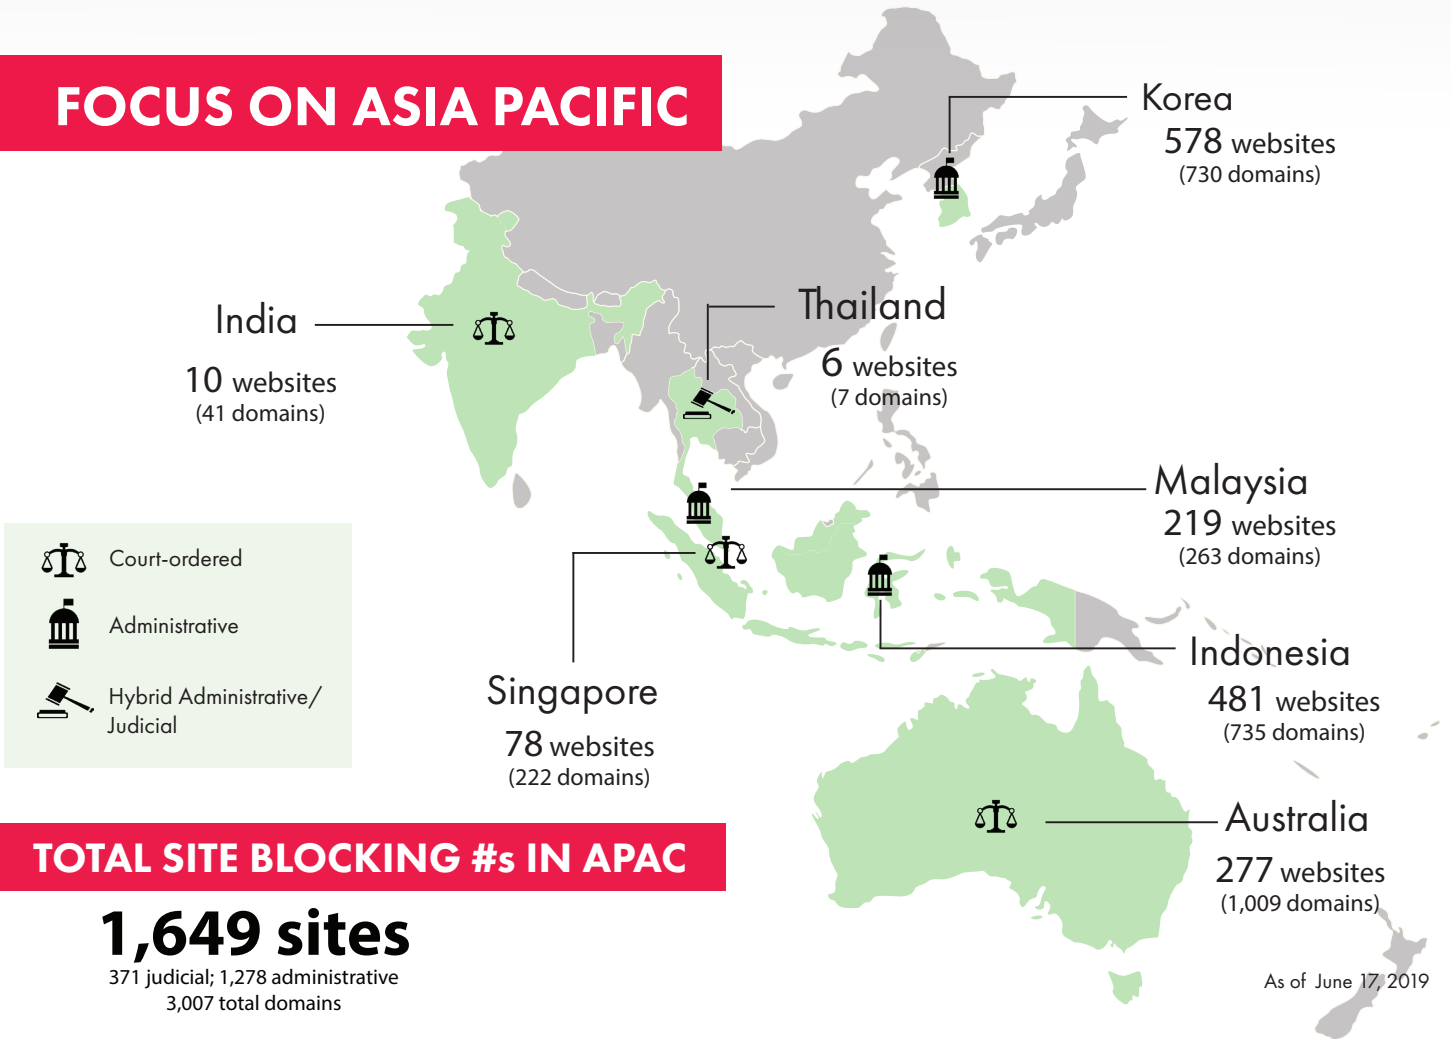 FOCUS ON ASIA PACIFIC
Korea
578 websites
(730 domains)
India
10 websites
(41 domains)
Thailand
6 websites
(7 domains)
Malaysia
219 websites
(263 domains)
Court-ordered
Administrative
Hybrid Administrative/
Judicial
Singapore
78 websites
(222 domains)
Indonesia
481 websites
(735 domains)
Australia
277 websites
(1,009 domains)
TOTAL SITE BLOCKING #s IN APAC
1,649 sites
371 judicial; 1,278 administrative
3,007 total domains
As of June 17, 2019